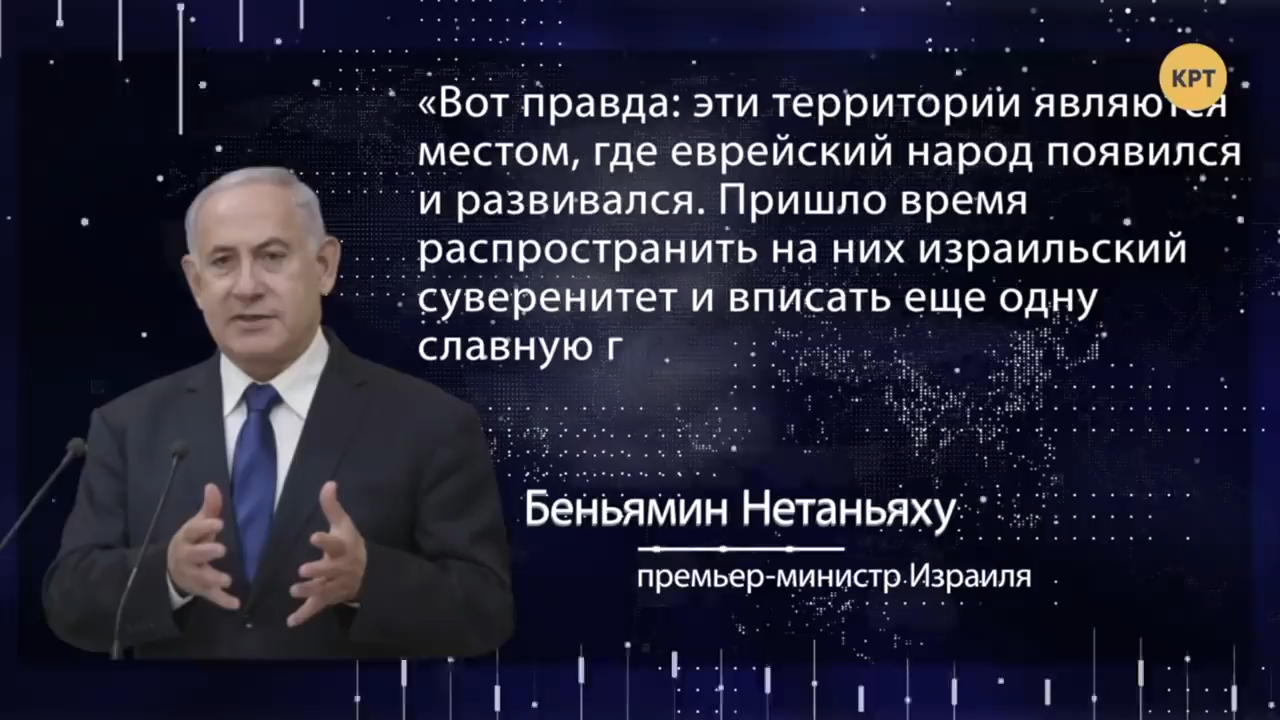 КРТ
«Вот правда: эти территории являются
местом, где еврейский народ появился
и развивался. Пришло время
распространить на них израильский
суверенитет и вписать еще одну
славную г
Беньямин Нетаньяху
премьер-министр Израиля